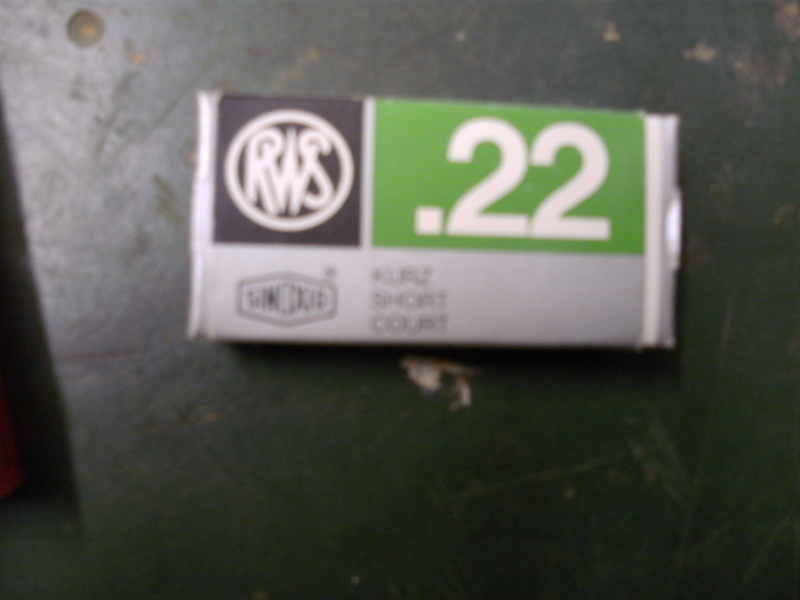 RWS
.22
SINOXID
®
KURZ
SHORT
COURT